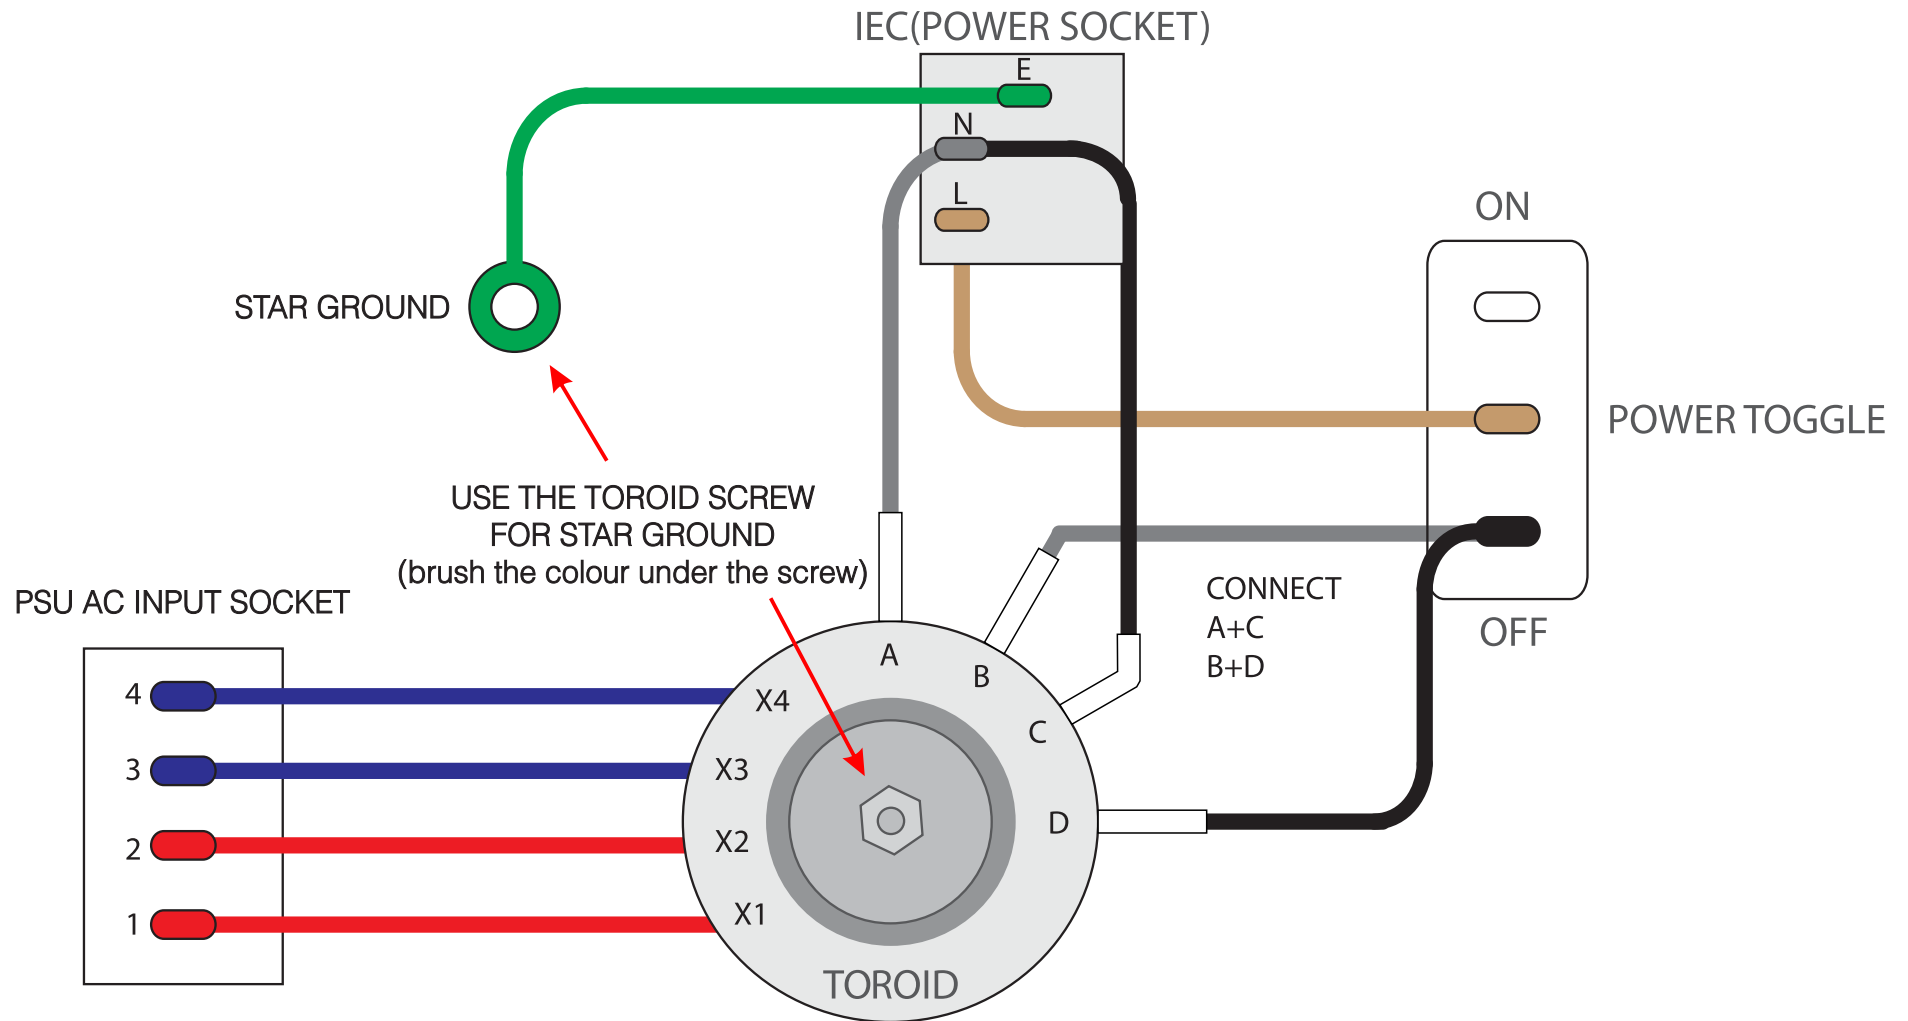 IEC(POWER SOCKET)
E
N
L
ON
STAR GROUND
POWER TOGGLE
USE THE TOROID SCREW
FOR STAR GROUND
(brush the colour under the screw)
CONNECT
A+C
B+D
OFF
PSU AC INPUT SOCKET
4
3
2
1
A
B
C
D
X4
X3
X2
X1
TOROID